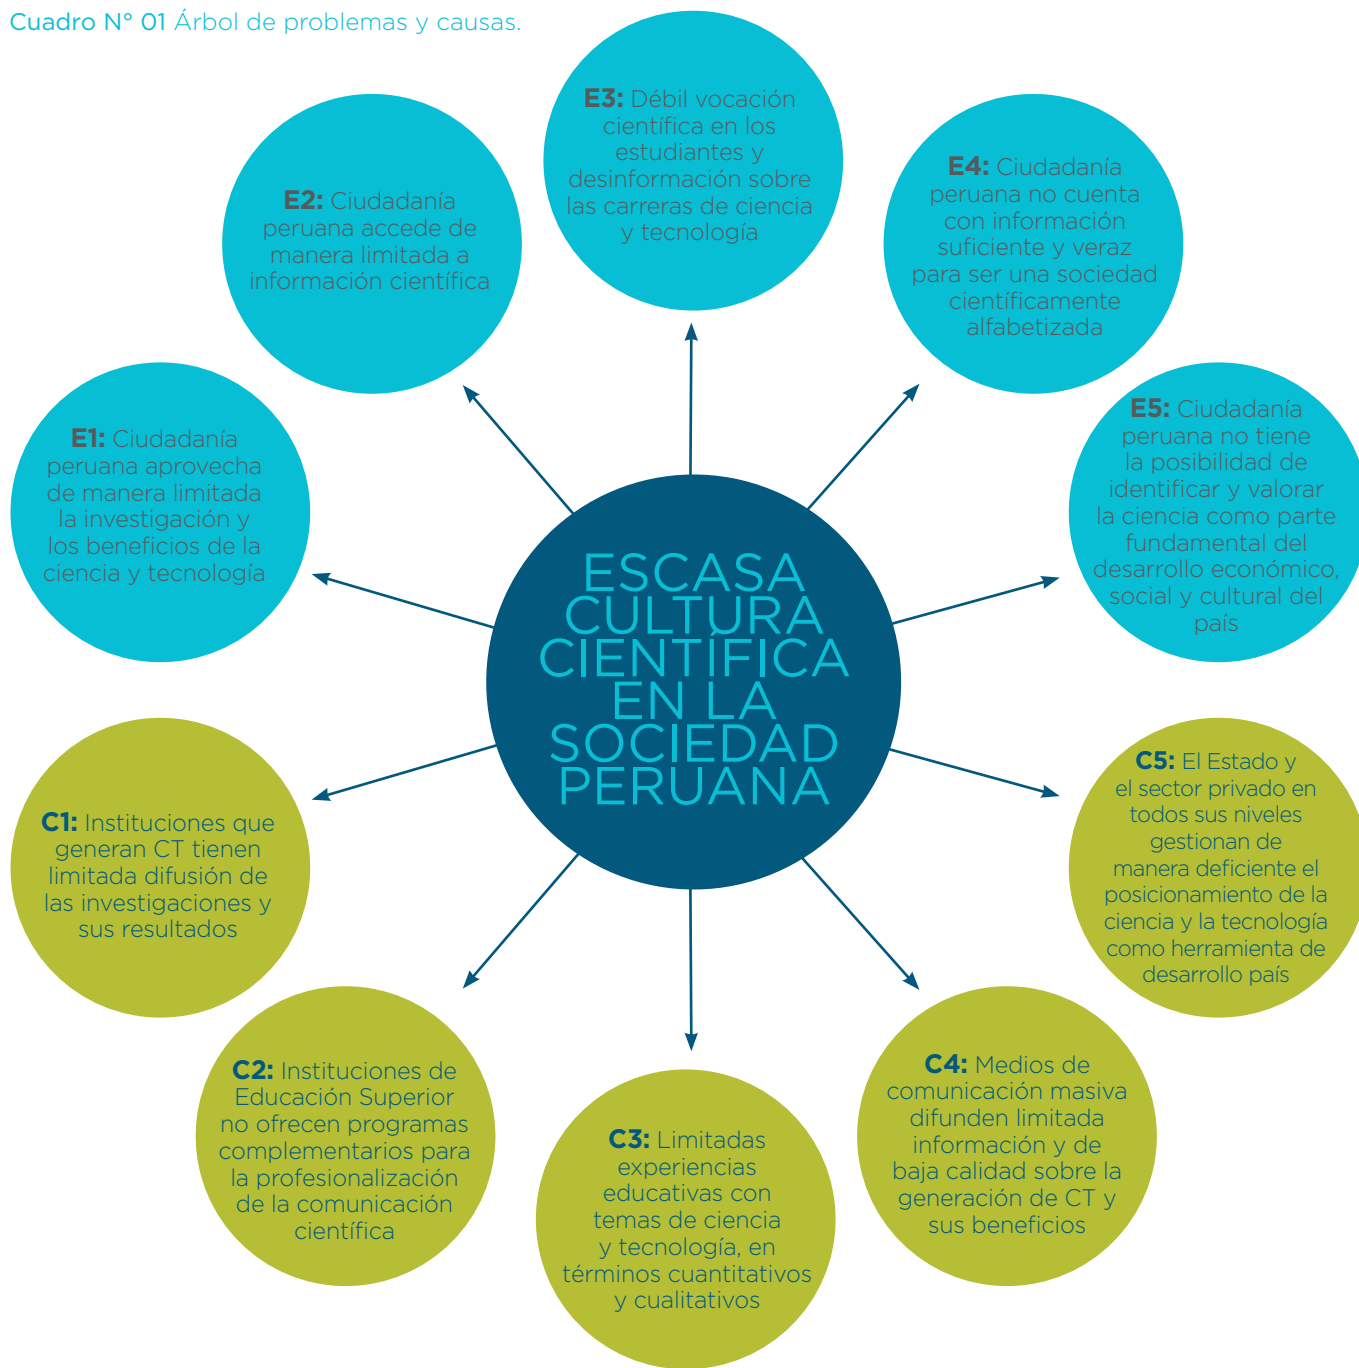 Cuadro N° 01 Árbol de problemas y causas.
E3: Débil vocación
científica en los
estudiantes y
desinformación sobre
las carreras de ciencia
y tecnología
E2: Ciudadanía
peruana accede de
manera limitada a
información científica
E4: Ciudadanía
peruana no cuenta
con información
suficiente y veraz
para ser una sociedad
científicamente
alfabetizada
E1: Ciudadanía
peruana aprovecha
de manera limitada
la investigación y
los beneficios de la
ciencia y tecnología
E5: Ciudadanía
peruana no tiene
la posibilidad de
identificar y valorar
la ciencia como parte
fundamental del
desarrollo económico,
social y cultural del
país
ESCASA
CULTURA
CIENTÍFICA
EN LA
SOCIEDAD
PERUANA
C1: Instituciones que
generan CT tienen
limitada difusión de
las investigaciones y
sus resultados
C5: El Estado y
el sector privado en
todos sus niveles
gestionan de
manera deficiente el
posicionamiento de la
ciencia y la tecnología
como herramienta de
desarrollo país
C2: Instituciones de
Educación Superior
no ofrecen programas
complementarios para
la profesionalización
de la comunicación
científica
C4: Medios de
comunicación masiva
difunden limitada
información y de
baja calidad sobre la
generación de CT y
sus beneficios
C3: Limitadas
experiencias
educativas con
temas de ciencia
y tecnología, en
términos cuantitativos
y cualitativos